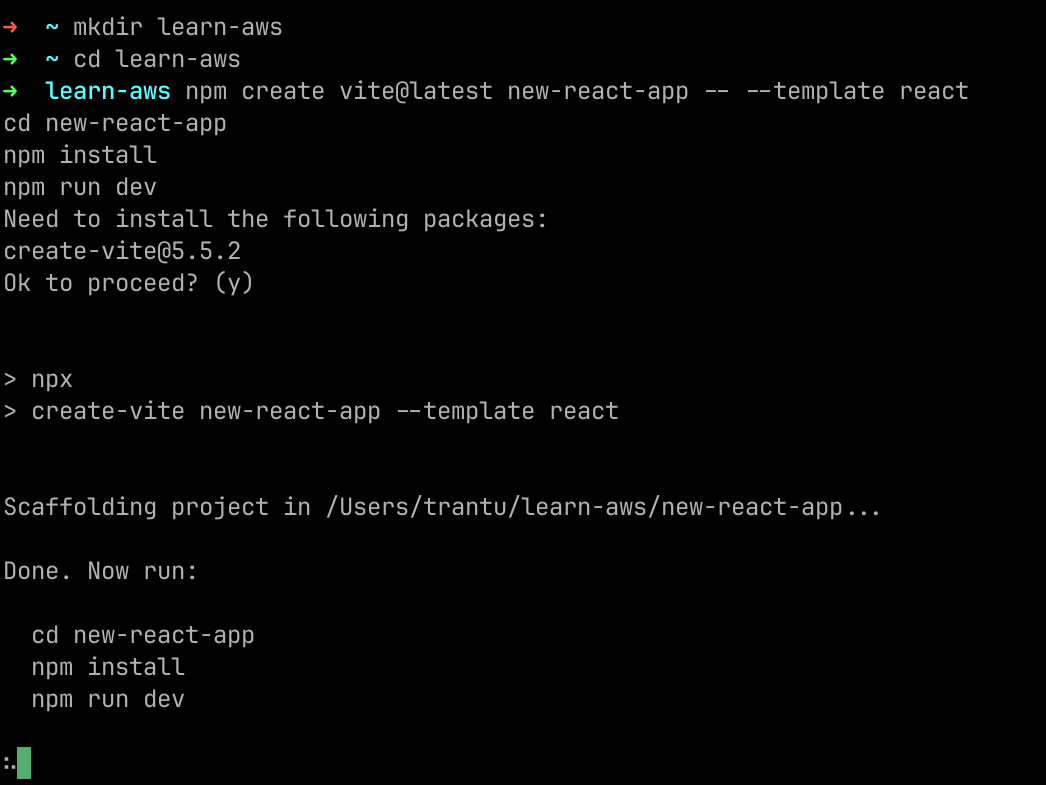 → ~ mkdir learn-aws
→ ~ cd learn-aws
→ learn-aws npm create vite@latest new-react-app -- --template react
cd new-react-app
npm install
npm run dev
Need to install the following packages:
create-vite@5.5.2
Ok to proceed? (y)
> npx
> create-vite new-react-app --template react
Scaffolding project in /Users/trantu/learn-aws/new-react-app...
Done. Now run:
cd new-react-app
npm install
npm run dev